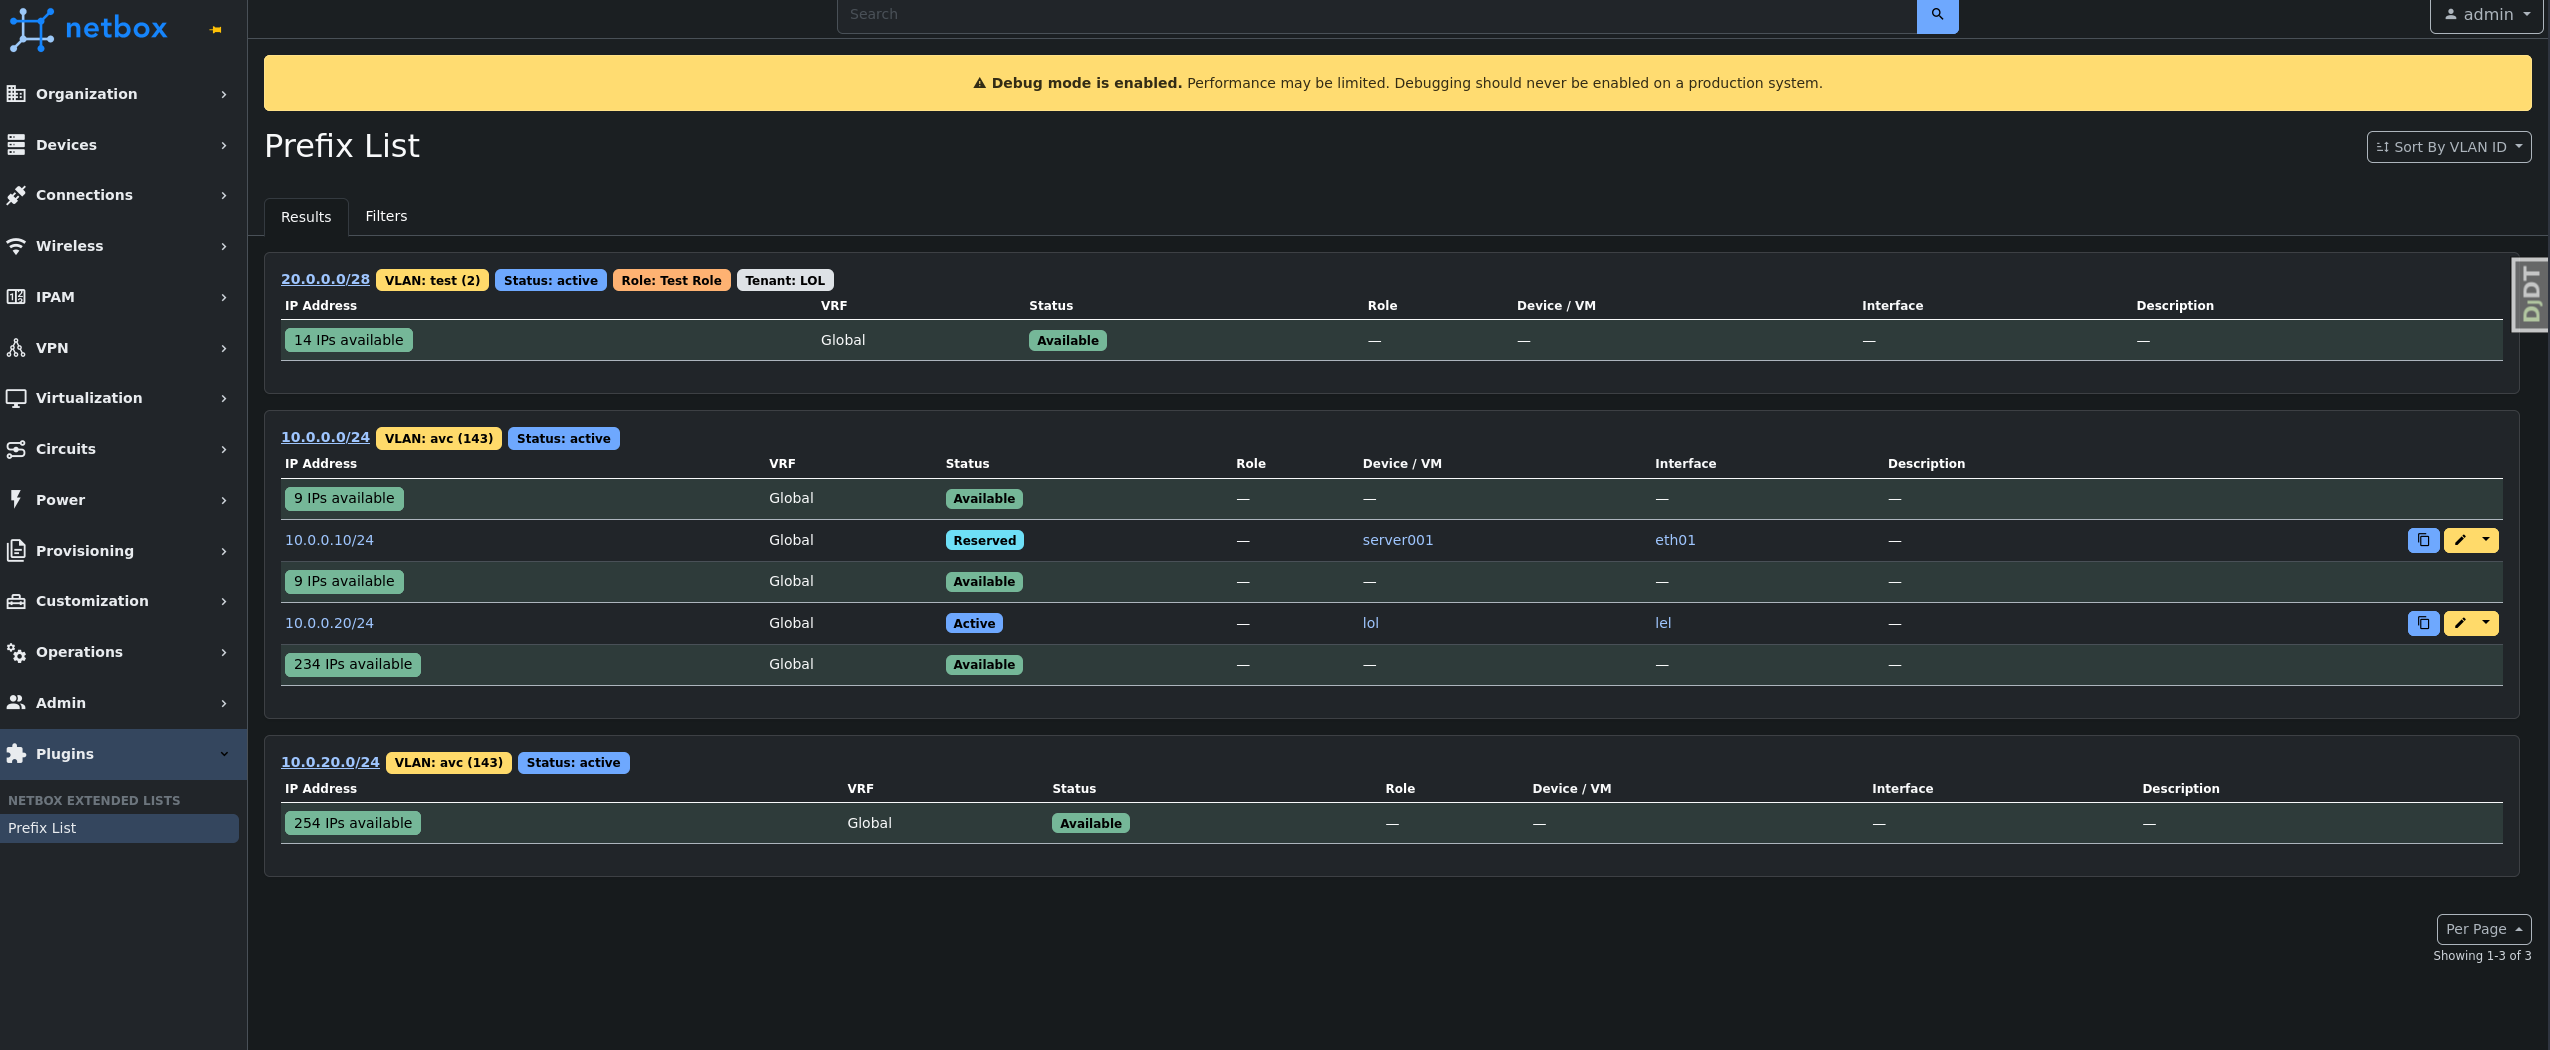 netbox
Search
admin
Organization
Devices
Connections
Wireless
IPAM
VPN
Virtualization
Circuits
Power
Provisioning
Customization
Operations
Admin
Plugins
NETBOX EXTENDED LISTS
Prefix List
Debug mode is enabled. Performance may be limited. Debugging should never be enabled on a production system.
Prefix List
Sort By VLAN ID
Results Filters
DjDT
20.0.0.0/28 VLAN: test (2) Status: active Role: Test Role Tenant: LOL
IP Address VRF Status Role Device / VM Interface Description
14 IPs available Global Available — — — —
10.0.0.0/24 VLAN: avc (143) Status: active
IP Address VRF Status Role Device / VM Interface Description
9 IPs available Global Available — — — —
10.0.0.10/24 Global Reserved — server001 eth01 —
9 IPs available Global Available — — — —
10.0.0.20/24 Global Active — lol lel —
234 IPs available Global Available — — — —
10.0.20.0/24 VLAN: avc (143) Status: active
IP Address VRF Status Role Device / VM Interface Description
254 IPs available Global Available — — — —
Per Page
Showing 1-3 of 3